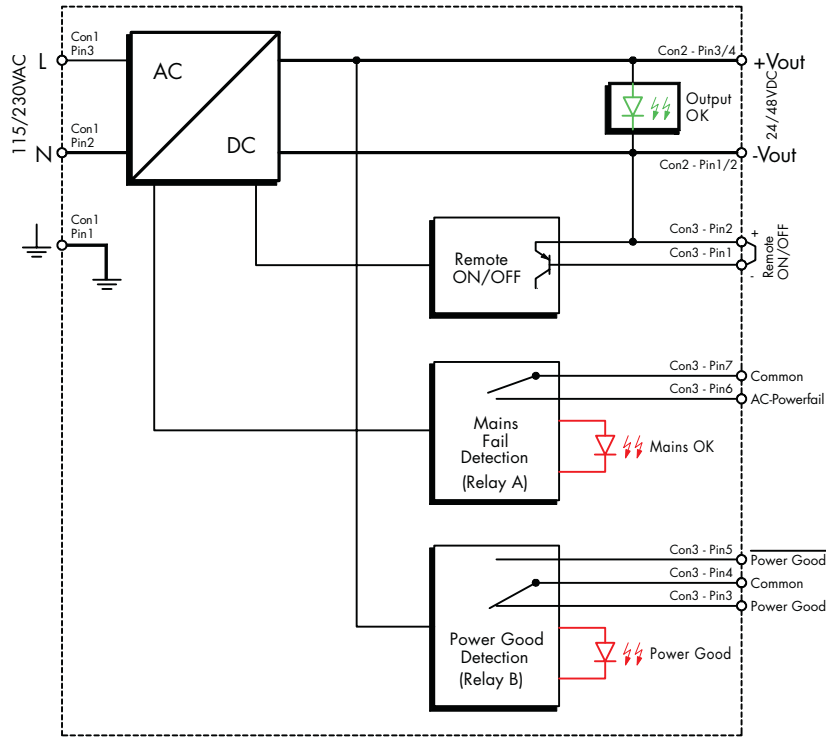 115/230VAC
L
Con1
Pin3
N
Con1
Pin2
Con1
Pin1
AC
DC
Con2 - Pin3/4
+Vout
Output
OK
24/48VDC
-Vout
Con2 - Pin1/2
Remote
ON/OFF
Con3 - Pin2
+
Con3 - Pin1
-
Remote
ON/OFF
Mains
Fail
Detection
(Relay A)
Con3 - Pin7
Common
Con3 - Pin6
AC-Powerfail
Mains OK
Power Good
Detection
(Relay B)
Con3 - Pin5
Power Good
Con3 - Pin4
Common
Con3 - Pin3
Power Good
Power Good